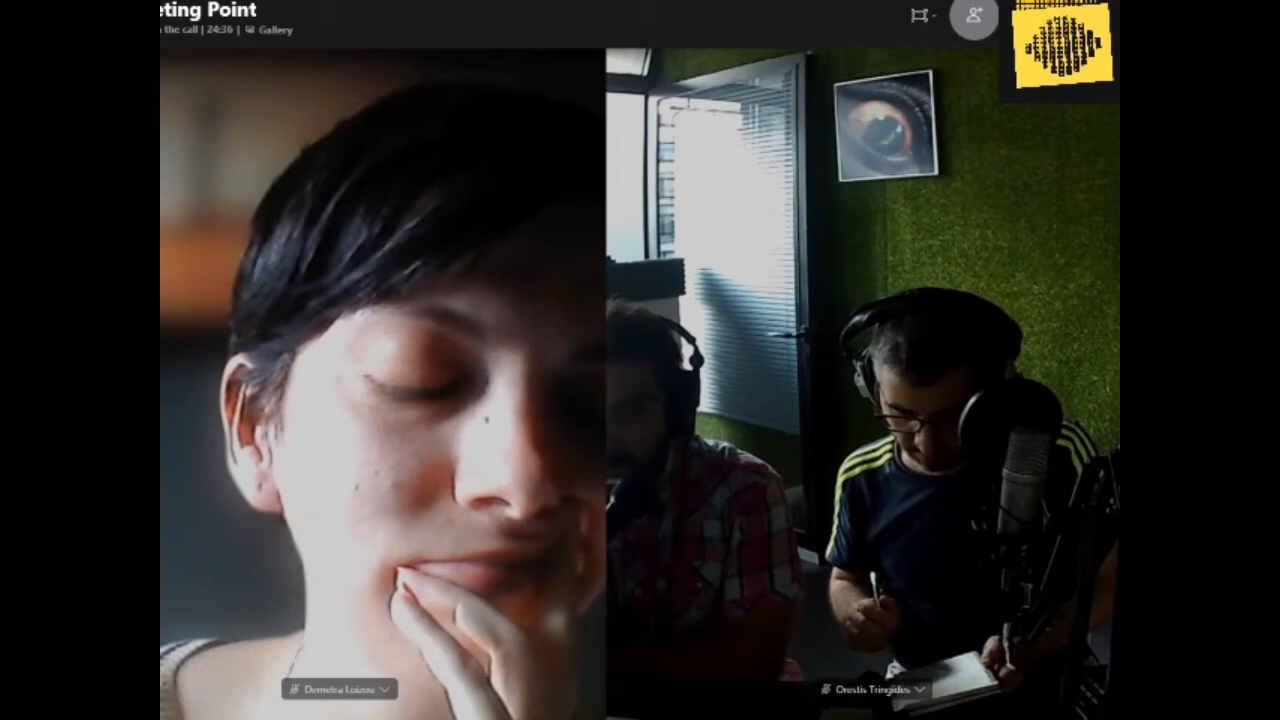 eting Point
the call | 24:36 | Gallery
Demetra Loizou
Orestis Tringides